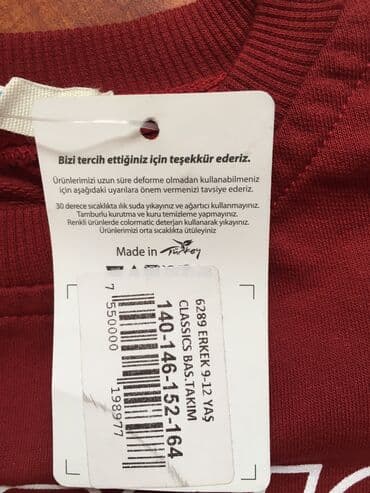 Bizi tercih ettiğiniz için teşekkür ederiz.
Ürünlerimizi uzun süre deforme olmadan kullanabilmeniz
için aşağıdaki uyarılara önem vermenizi tavsiye ederiz.
30 derece sıcaklıkta ılık suda yıkayınız ve ağartıcı kullanmayınız.
Tamburlu kurutma ve kuru temizleme yapmayınız.
Renkli ürünlerde colormatic deterjan kullanarak yıkayınız.
Ürünlerimizi orta sıcaklıkta ütüleyiniz
Made in Turkey
6289 ERKEK 9-12 YAŞ
CLASSICS BAS.TAKIM
140-146-152-164
7 550000 198977